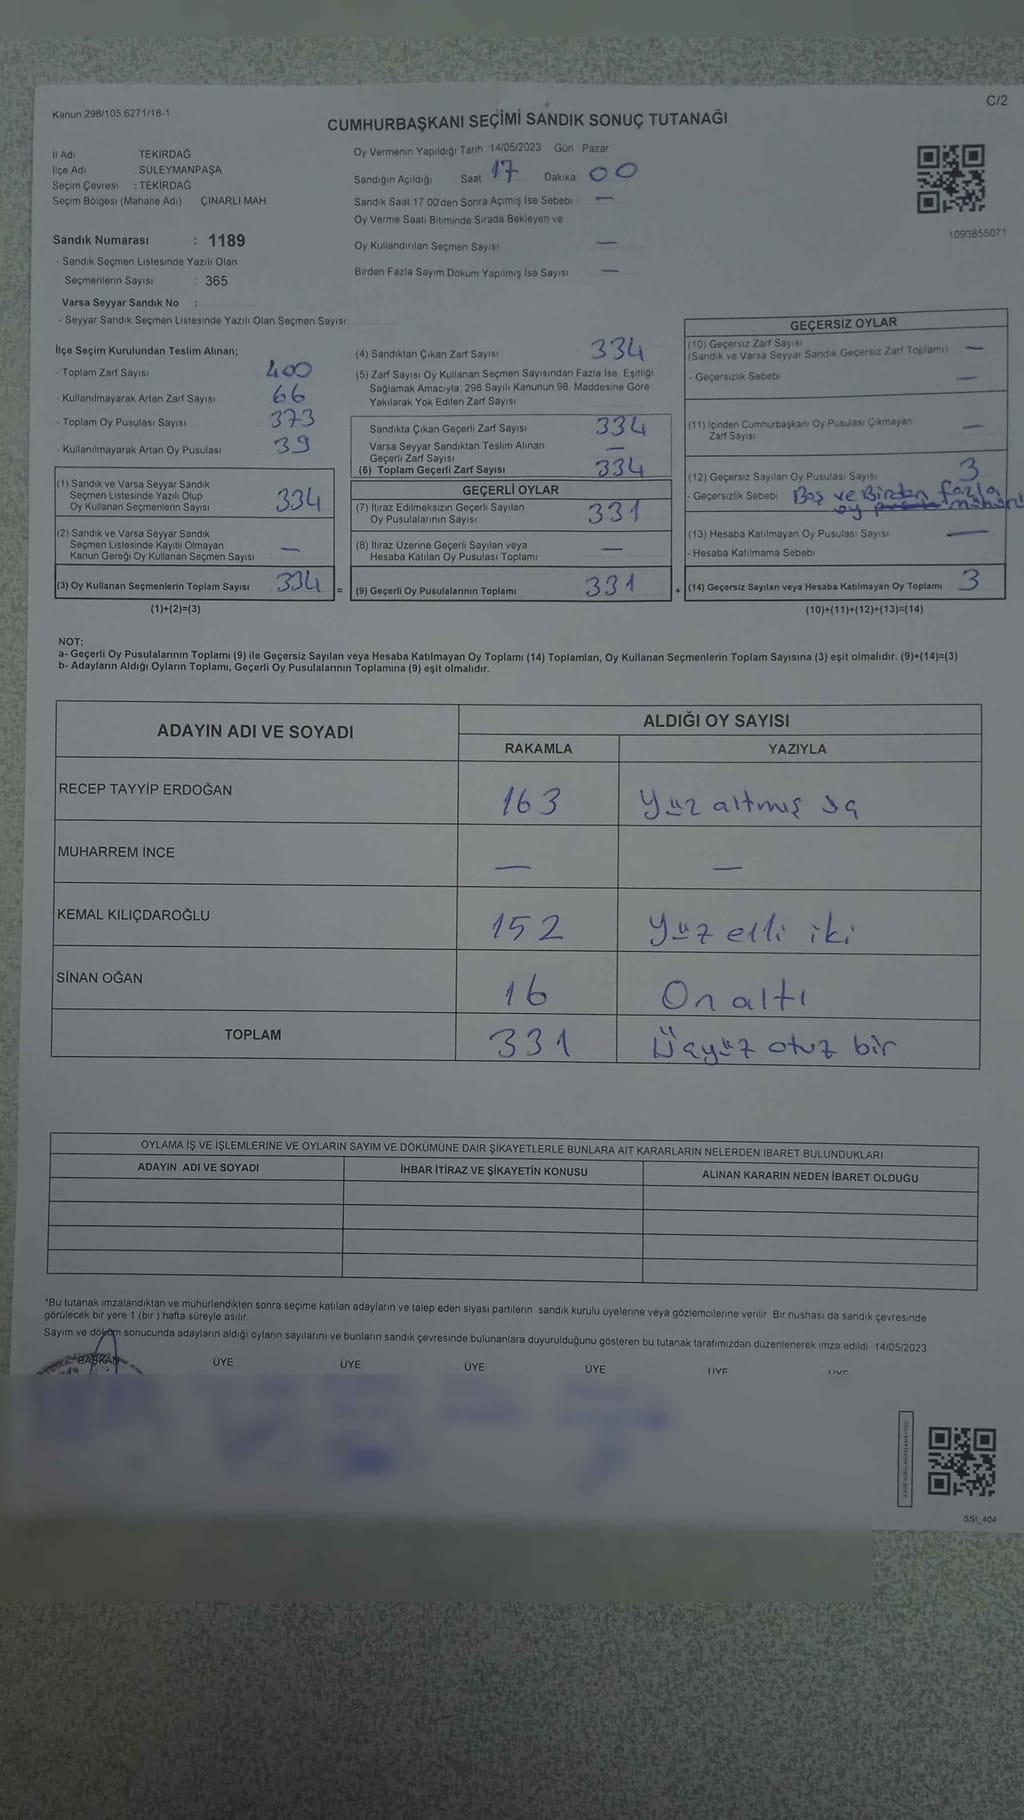 Kanun 298/105 6271/18-1
C/2
CUMHURBAŞKANI SEÇİMİ SANDIK SONUÇ TUTANAĞI
İl Adı TEKİRDAĞ
İlçe Adı SÜLEYMANPAŞA
Seçim Çevresi : TEKİRDAĞ
Seçim Bölgesi (Mahalle Adı) ÇINARLI MAH
Oy Vermenin Yapıldığı Tarih 14/05/2023 Gün Pazar
Sandığın Açıldığı Saat 17 Dakika 00
Sandık Saat 17 00'den Sonra Açımış İse Sebebi —
Oy Verme Saati Bitiminde Sırada Bekleyen ve
Oy Kullandırılan Seçmen Sayısı —
Birden Fazla Sayım Döküm Yapılmış İse Sayısı —
1093855071
Sandık Numarası : 1189
- Sandık Seçmen Listesinde Yazılı Olan
Seçmenlerin Sayısı : 365
Varsa Seyyar Sandık No :
- Seyyar Sandık Seçmen Listesinde Yazılı Olan Seçmen Sayısı
İlçe Seçim Kurulundan Teslim Alınan;
- Toplam Zarf Sayısı 400
- Kullanılmayarak Artan Zarf Sayısı 66
- Toplam Oy Pusulası Sayısı 373
- Kullanılmayarak Artan Oy Pusulası 39
(1) Sandık ve Varsa Seyyar Sandık
Seçmen Listesinde Yazılı Olup
Oy Kullanan Seçmenlerin Sayısı 334
(2) Sandık ve Varsa Seyyar Sandık
Seçmen Listesinde Kayıtlı Olmayan
Kanun Gereği Oy Kullanan Seçmen Sayısı —
(3) Oy Kullanan Seçmenlerin Toplam Sayısı 334 =
(1)+(2)=(3)
(4) Sandıktan Çıkan Zarf Sayısı 334
(5) Zarf Sayısı Oy Kullanan Seçmen Sayısından Fazla İse, Eşitliği
Sağlamak Amacıyla, 298 Sayılı Kanunun 98. Maddesine Göre
Yakılarak Yok Edilen Zarf Sayısı
Sandıkta Çıkan Geçerli Zarf Sayısı 334
Varsa Seyyar Sandıktan Teslim Alınan
Geçerli Zarf Sayısı —
(6) Toplam Geçerli Zarf Sayısı 334
GEÇERLİ OYLAR
(7) İtiraz Edilmeksizin Geçerli Sayılan
Oy Pusulalarının Sayısı 331
(8) İtiraz Üzerine Geçerli Sayılan veya
Hesaba Katılan Oy Pusulası Toplamı —
(9) Geçerli Oy Pusulalarının Toplamı 331 +
GEÇERSİZ OYLAR
(10) Geçersiz Zarf Sayısı
(Sandık ve Varsa Seyyar Sandık Geçersiz Zarf Toplamı) —
- Geçersizlik Sebebi —
(11) İçinden Cumhurbaşkanı Oy Pusulası Çıkmayan
Zarf Sayısı —
(12) Geçersiz Sayılan Oy Pusulası Sayısı 3
- Geçersizlik Sebebi Boş ve Birden fazla
oy
(13) Hesaba Katılmayan Oy Pusulası Sayısı —
- Hesaba Katılmama Sebebi
(14) Geçersiz Sayılan veya Hesaba Katılmayan Oy Toplamı 3
(10)+(11)+(12)+(13)=(14)
NOT:
a- Geçerli Oy Pusulalarının Toplamı (9) ile Geçersiz Sayılan veya Hesaba Katılmayan Oy Toplamı (14) Toplamları, Oy Kullanan Seçmenlerin Toplam Sayısına (3) eşit olmalıdır. (9)+(14)=(3)
b- Adayların Aldığı Oyların Toplamı, Geçerli Oy Pusulalarının Toplamına (9) eşit olmalıdır.
ADAYIN ADI VE SOYADI
ALDIĞI OY SAYISI
RAKAMLA YAZIYLA
RECEP TAYYİP ERDOĞAN 163 Yüz altmış
MUHARREM İNCE — —
KEMAL KILIÇDAROĞLU 152 Yüz elli iki
SİNAN OĞAN 16 On altı
TOPLAM 331 Üçyüz otuz bir
OYLAMA İŞ VE İŞLEMLERİNE VE OYLARIN SAYIM VE DÖKÜMÜNE DAİR ŞİKAYETLERLE BUNLARA AİT KARARLARIN NELERDEN İBARET BULUNDUKLARI
ADAYIN ADI VE SOYADI İHBAR İTİRAZ VE ŞİKAYETİN KONUSU ALINAN KARARIN NEDEN İBARET OLDUĞU
*Bu tutanak imzalandıktan ve mühürlendikten sonra seçime katılan adayların ve talep eden siyasi partilerin sandık kurulu üyelerine veya gözlemcilerine verilir Bir nüshası da sandık çevresinde
görülecek bir yere 1 (bir ) hafta süreyle asılır
Sayım ve döküm sonucunda adayların aldığı oyların sayılarını ve bunların sandık çevresinde bulunanlara duyurulduğunu gösteren bu tutanak tarafımızdan düzenlenerek imza edildi 14/05/2023
BAŞKAN ÜYE ÜYE ÜYE ÜYE ÜYE ÜYE
SSI_404